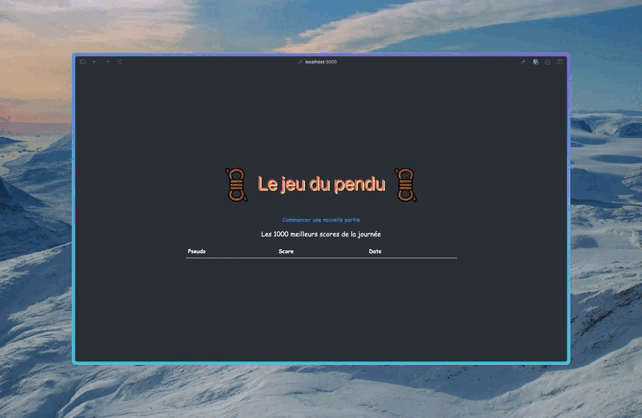 localhost:3000
Le jeu du pendu
Commencer une nouvelle partie
Les 1000 meilleurs scores de la journée
Pseudo Score Date